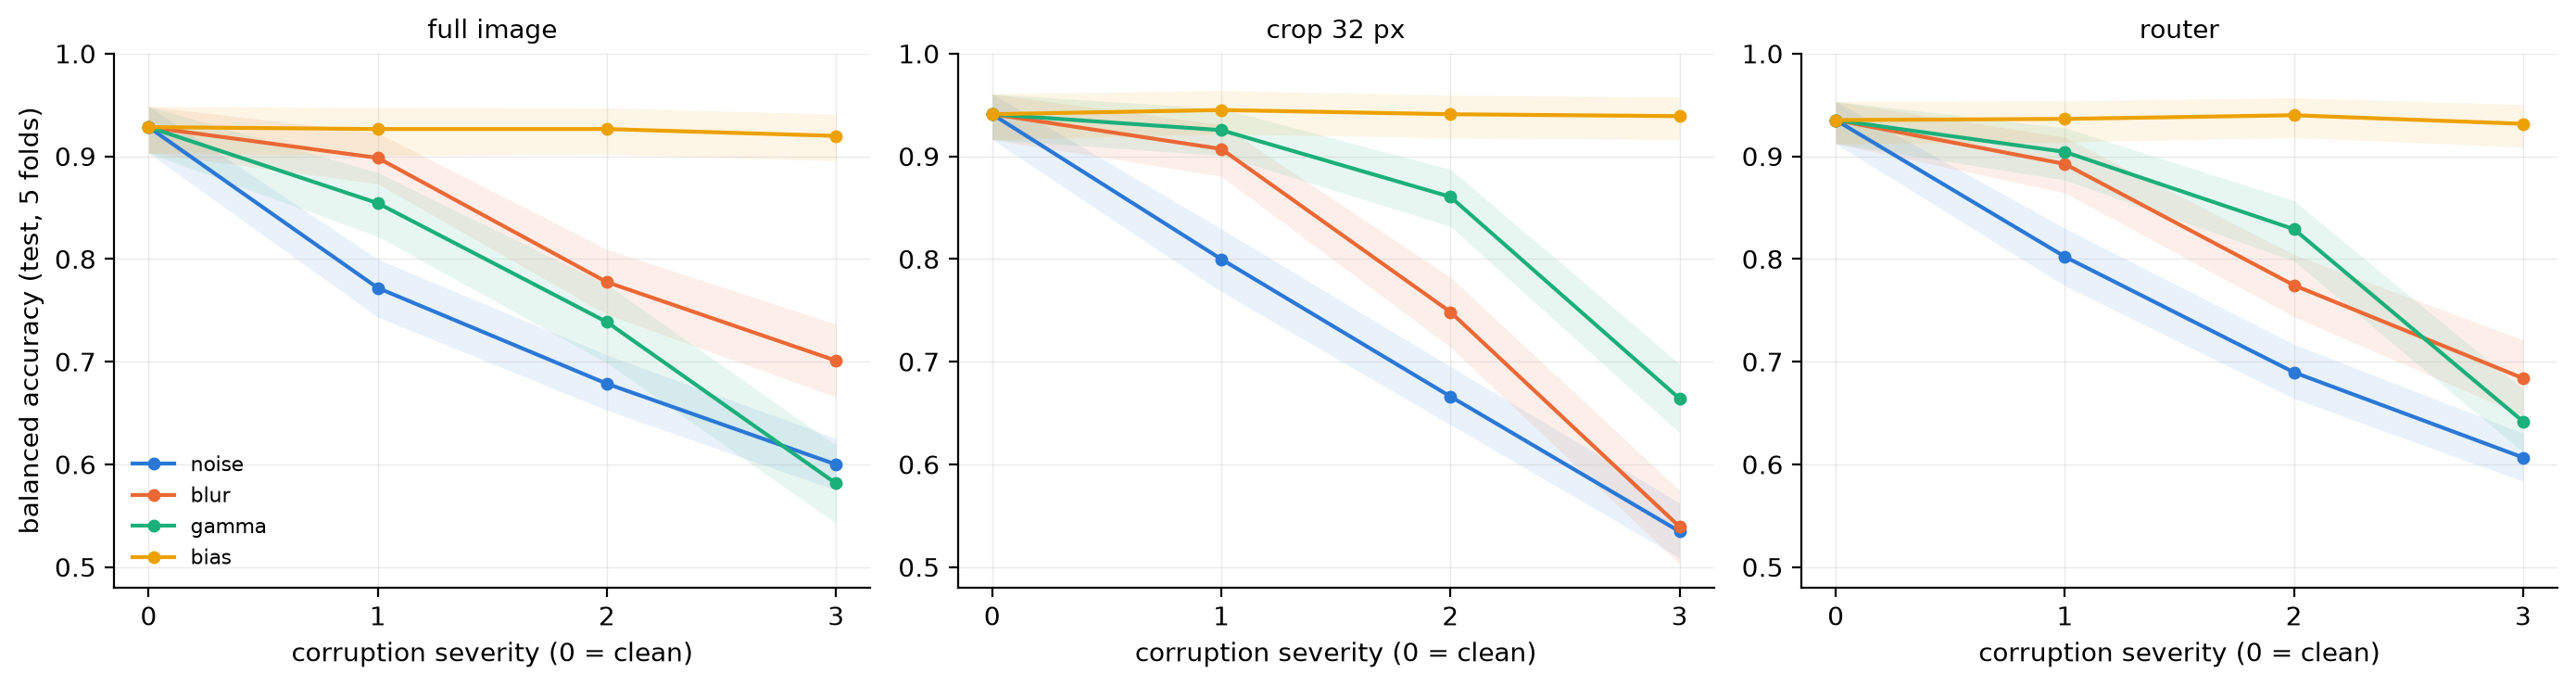 full image
crop 32 px
router
balanced accuracy (test, 5 folds)
1.0
0.9
0.8
0.7
0.6
0.5
noise
blur
gamma
bias
0 1 2 3
corruption severity (0 = clean)
1.0
0.9
0.8
0.7
0.6
0.5
0 1 2 3
corruption severity (0 = clean)
1.0
0.9
0.8
0.7
0.6
0.5
0 1 2 3
corruption severity (0 = clean)